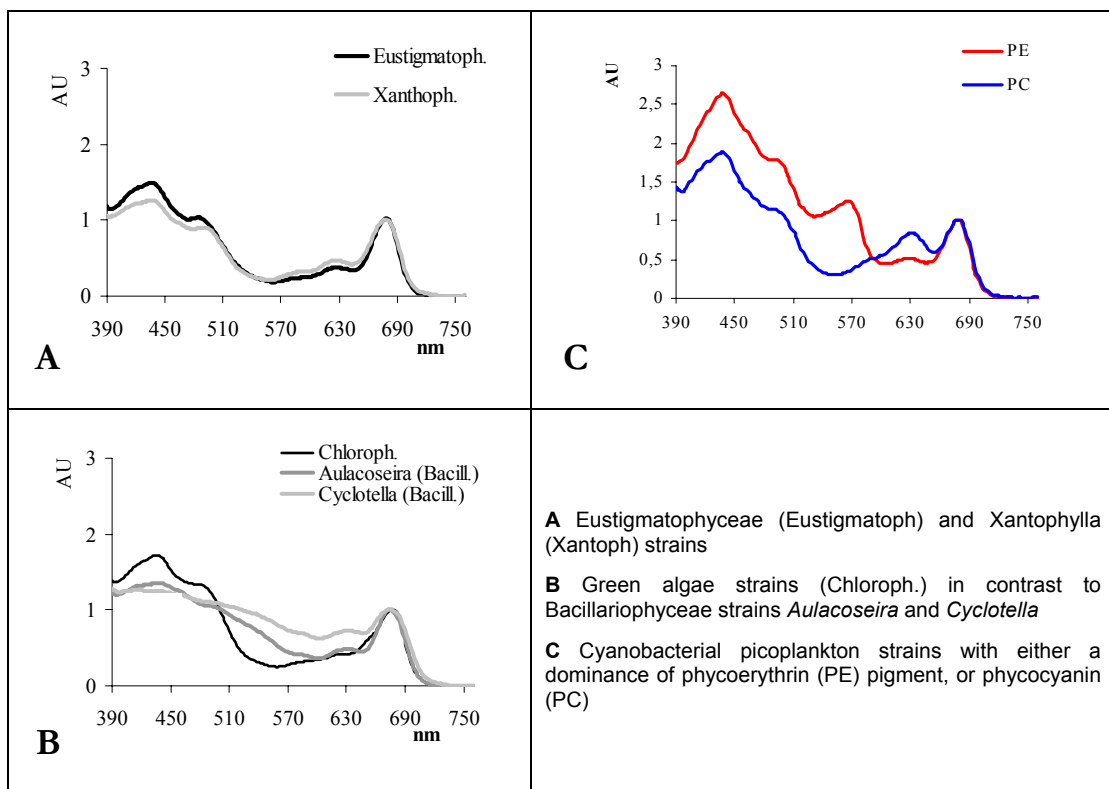 Eustigmatoph.
Xanthoph.
AU
3
2
1
0
390 450 510 570 630 690 750
nm
A
PE
PC
AU
3
2,5
2
1,5
1
0,5
0
390 450 510 570 630 690 750
C
Chloroph.
Aulacoseira (Bacill.)
Cyclotella (Bacill.)
AU
3
2
1
0
390 450 510 570 630 690 750
nm
B
A Eustigmatophyceae (Eustigmatoph) and Xantophylla
(Xantoph) strains
B Green algae strains (Chloroph.) in contrast to
Bacillariophyceae strains Aulacoseira and Cyclotella
C Cyanobacterial picoplankton strains with either a
dominance of phycoerythrin (PE) pigment, or phycocyanin
(PC)